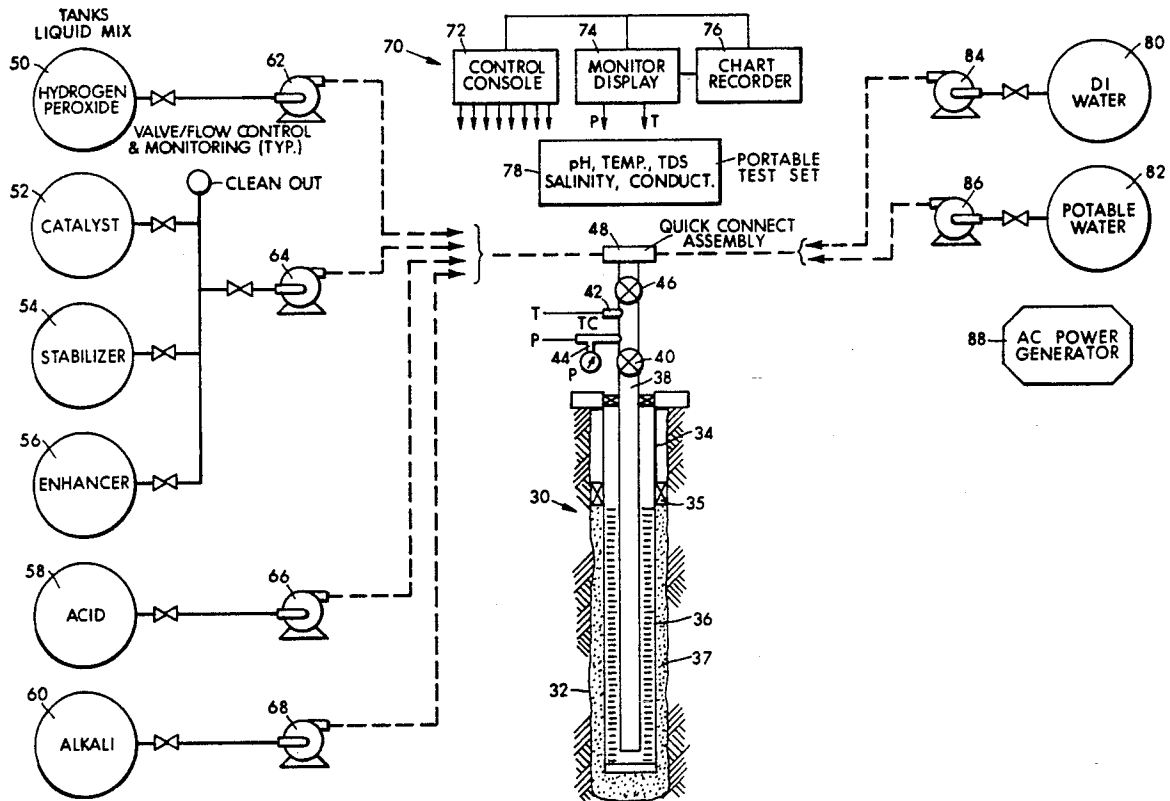 TANKS
LIQUID MIX
50
HYDROGEN
PEROXIDE
62
VALVE/FLOW CONTROL
& MONITORING (TYP.)
CLEAN OUT
52
CATALYST
64
54
STABILIZER
56
ENHANCER
58
ACID
66
60
ALKALI
68
70
72
CONTROL
CONSOLE
74
MONITOR
DISPLAY
76
CHART
RECORDER
P
T
78
pH, TEMP., TDS
SALINITY, CONDUCT.
PORTABLE
TEST SET
48
QUICK CONNECT
ASSEMBLY
46
42
T
TC
P
44
P
40
38
34
35
30
36
37
32
84
80
DI
WATER
86
82
POTABLE
WATER
88
AC POWER
GENERATOR